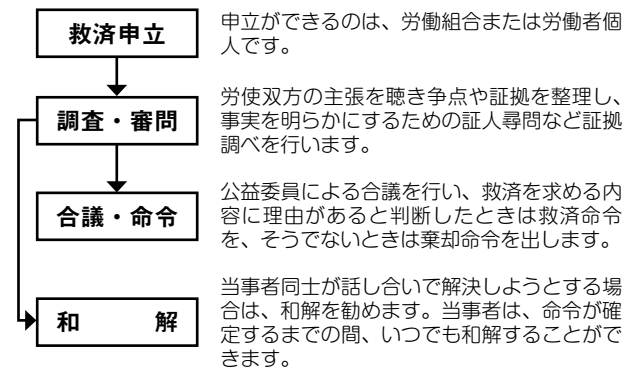 救済申立
申立ができるのは、労働組合または労働者個
人です。
調査・審問
労使双方の主張を聴き争点や証拠を整理し、
事実を明らかにするための証人尋問など証拠
調べを行います。
合議・命令
公益委員による合議を行い、救済を求める内
容に理由があると判断したときは救済命令
を、そうでないときは棄却命令を出します。
和　　解
当事者同士が話し合いで解決しようとする場
合は、和解を勧めます。当事者は、命令が確
定するまでの間、いつでも和解することがで
きます。